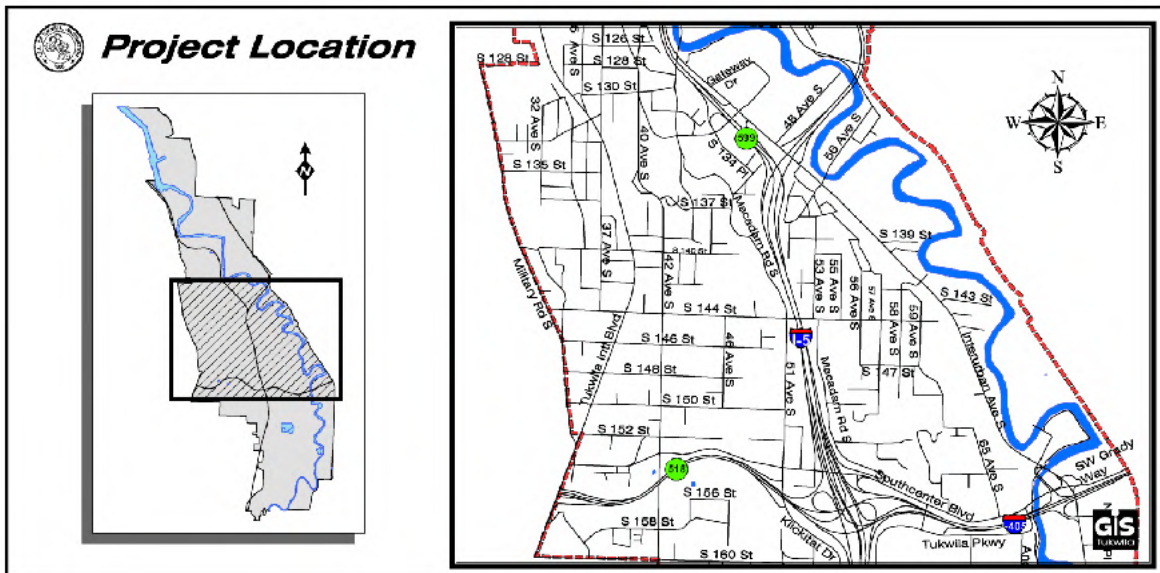 Project Location
N
S 126 St
S 128 St
S 128 St
S 130 St
Gateway
Dr
32 Ave S
40 Ave S
48 Ave S
56 Ave S
599
S 134 Pl
S 135 St
S 137 St
Macadam Rd S
37 Ave S
42 Ave S
S 140 St
S 139 St
Military Rd S
S 143 St
S 144 St
53 Ave S
55 Ave S
56 Ave S
57 Ave S
58 Ave S
59 Ave S
Interurban Ave S
Tukwila Intl Blvd
S 146 St
46 Ave S
I-5
S 147 St
S 148 St
51 Ave S
Macadam Rd S
S 150 St
S 152 St
518
65 Ave S
SW Grady
Way
Southcenter Blvd
S 156 St
S 158 St
Klickitat Dr
Tukwila Pkwy
S 160 St
N
W
E
S
GIS
Tukwila